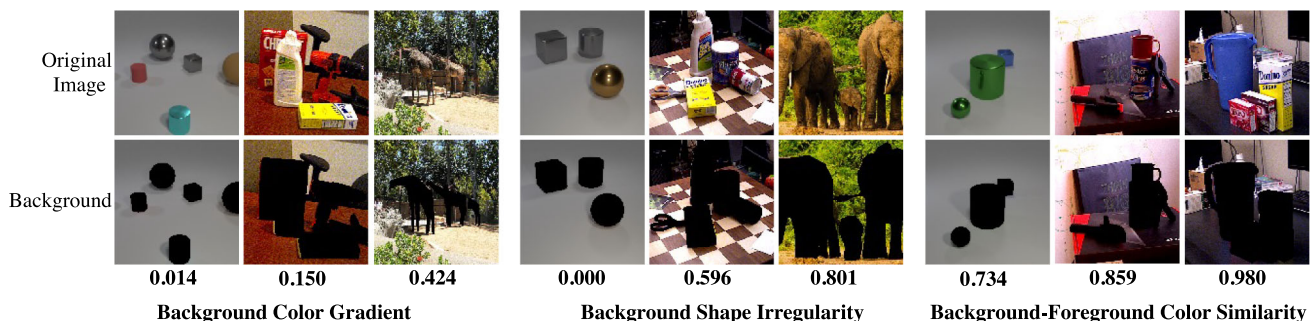 Original
Image
Background
0.014 0.150 0.424 0.000 0.596 0.801 0.734 0.859 0.980
Background Color Gradient Background Shape Irregularity Background-Foreground Color Similarity